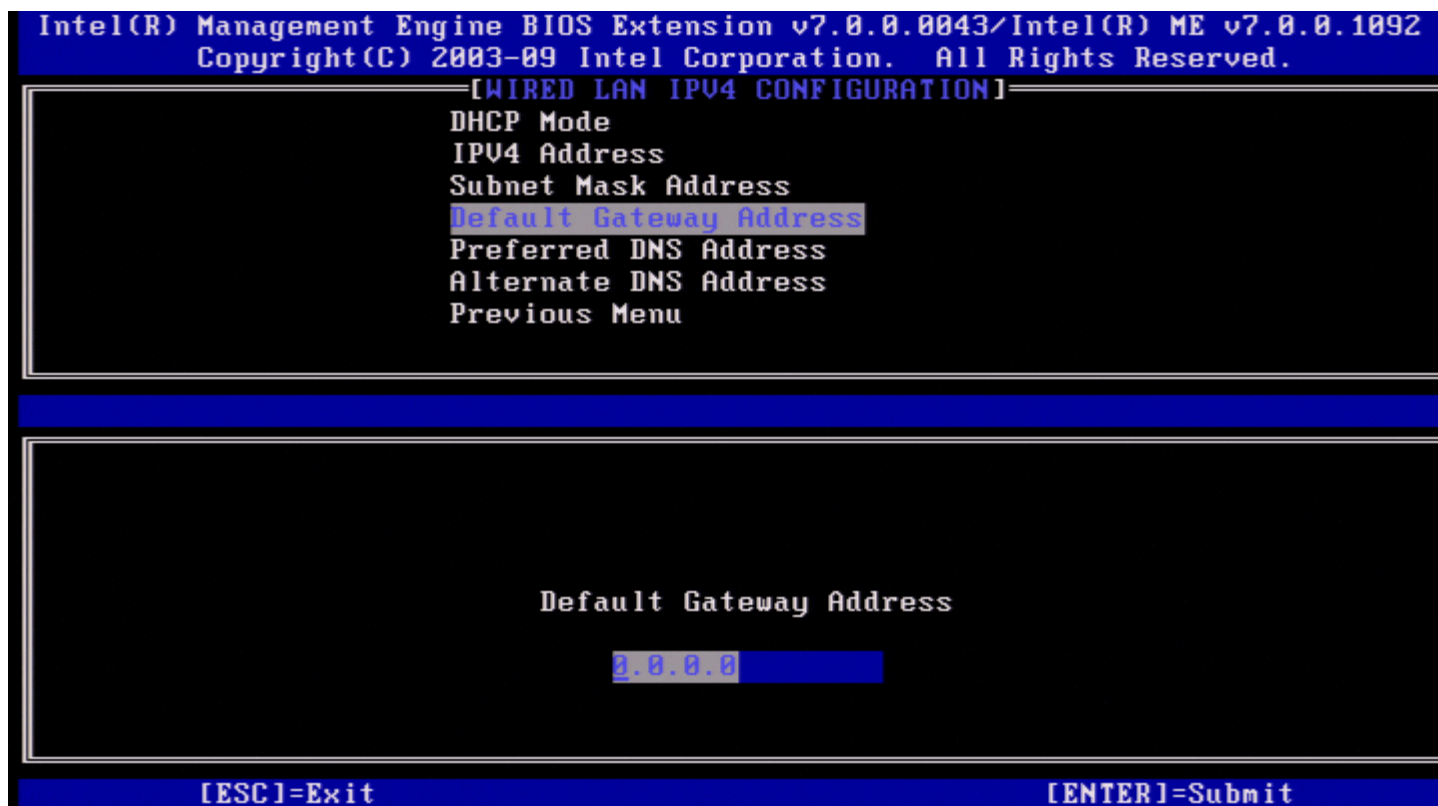 Intel(R) Management Engine BIOS Extension v7.0.0.0043/Intel(R) ME v7.0.0.1092
Copyright(C) 2003-09 Intel Corporation. All Rights Reserved.
[WIRED LAN IPV4 CONFIGURATION]
DHCP Mode
IPV4 Address
Subnet Mask Address
Default Gateway Address
Preferred DNS Address
Alternate DNS Address
Previous Menu
Default Gateway Address
0.0.0.0
[ESC]=Exit [ENTER]=Submit